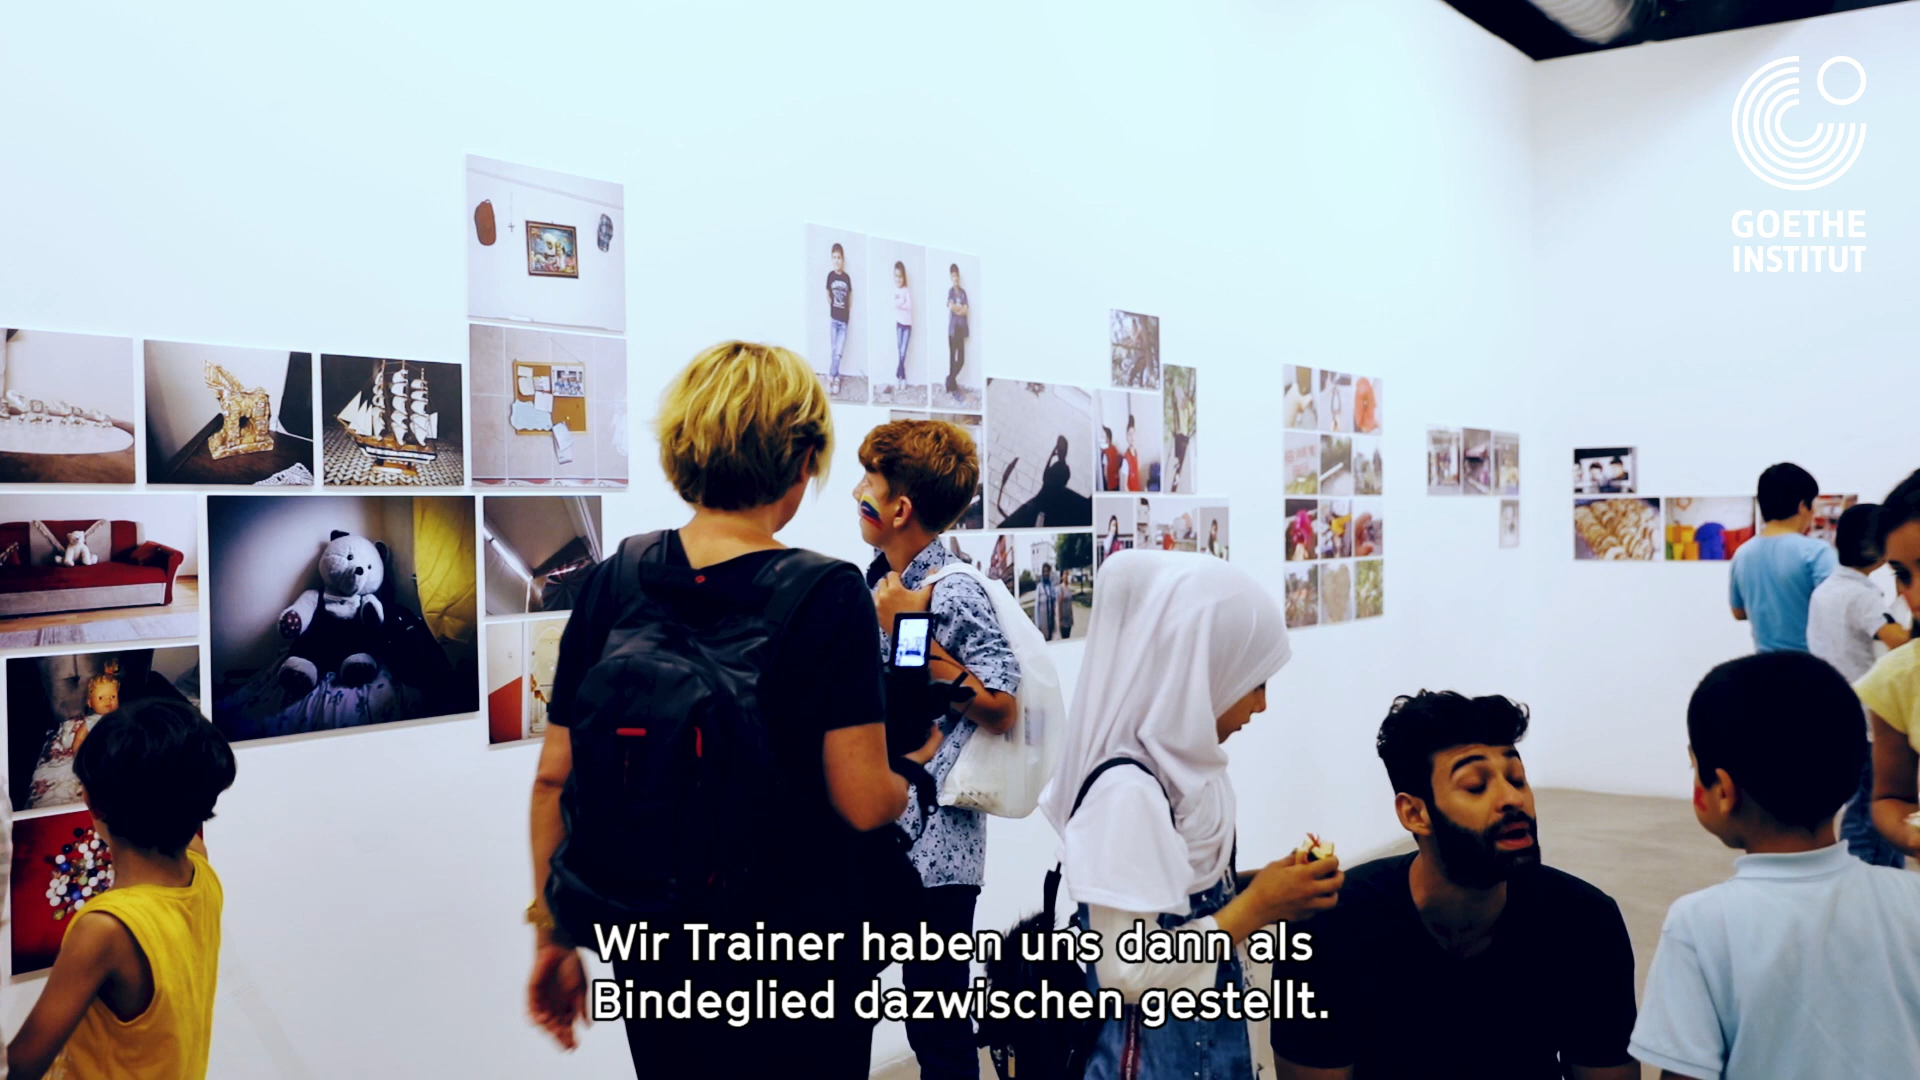 GOETHE
INSTITUT
Wir Trainer haben uns dann als
Bindeglied dazwischen gestellt.